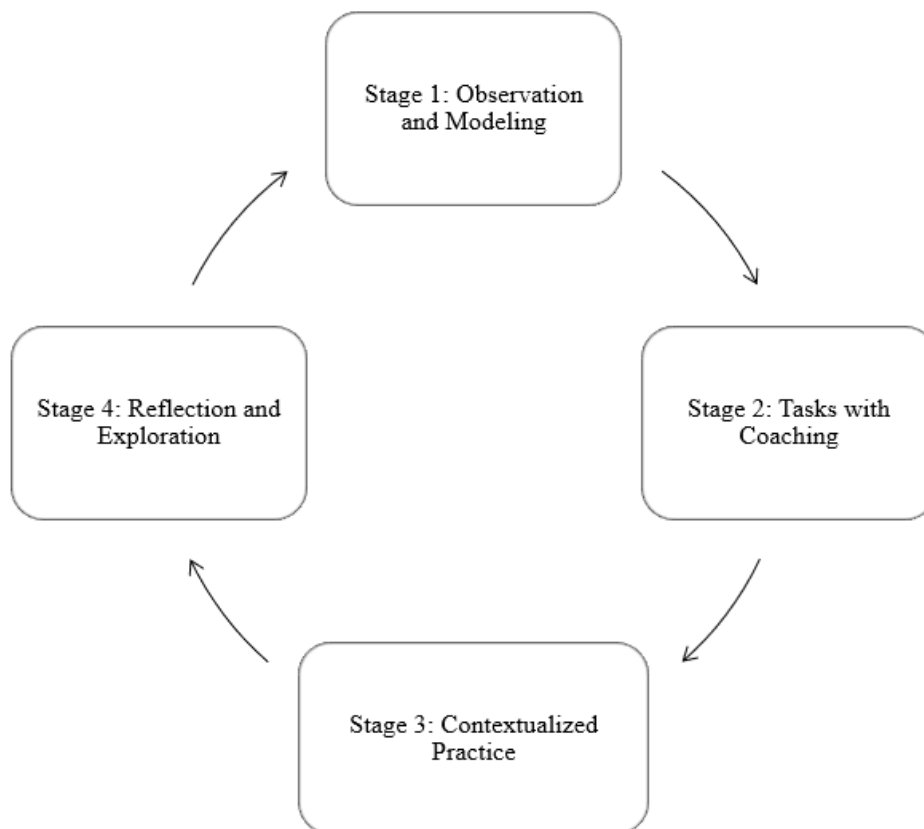 Stage 1: Observation
and Modeling
Stage 2: Tasks with
Coaching
Stage 3: Contextualized
Practice
Stage 4: Reflection and
Exploration